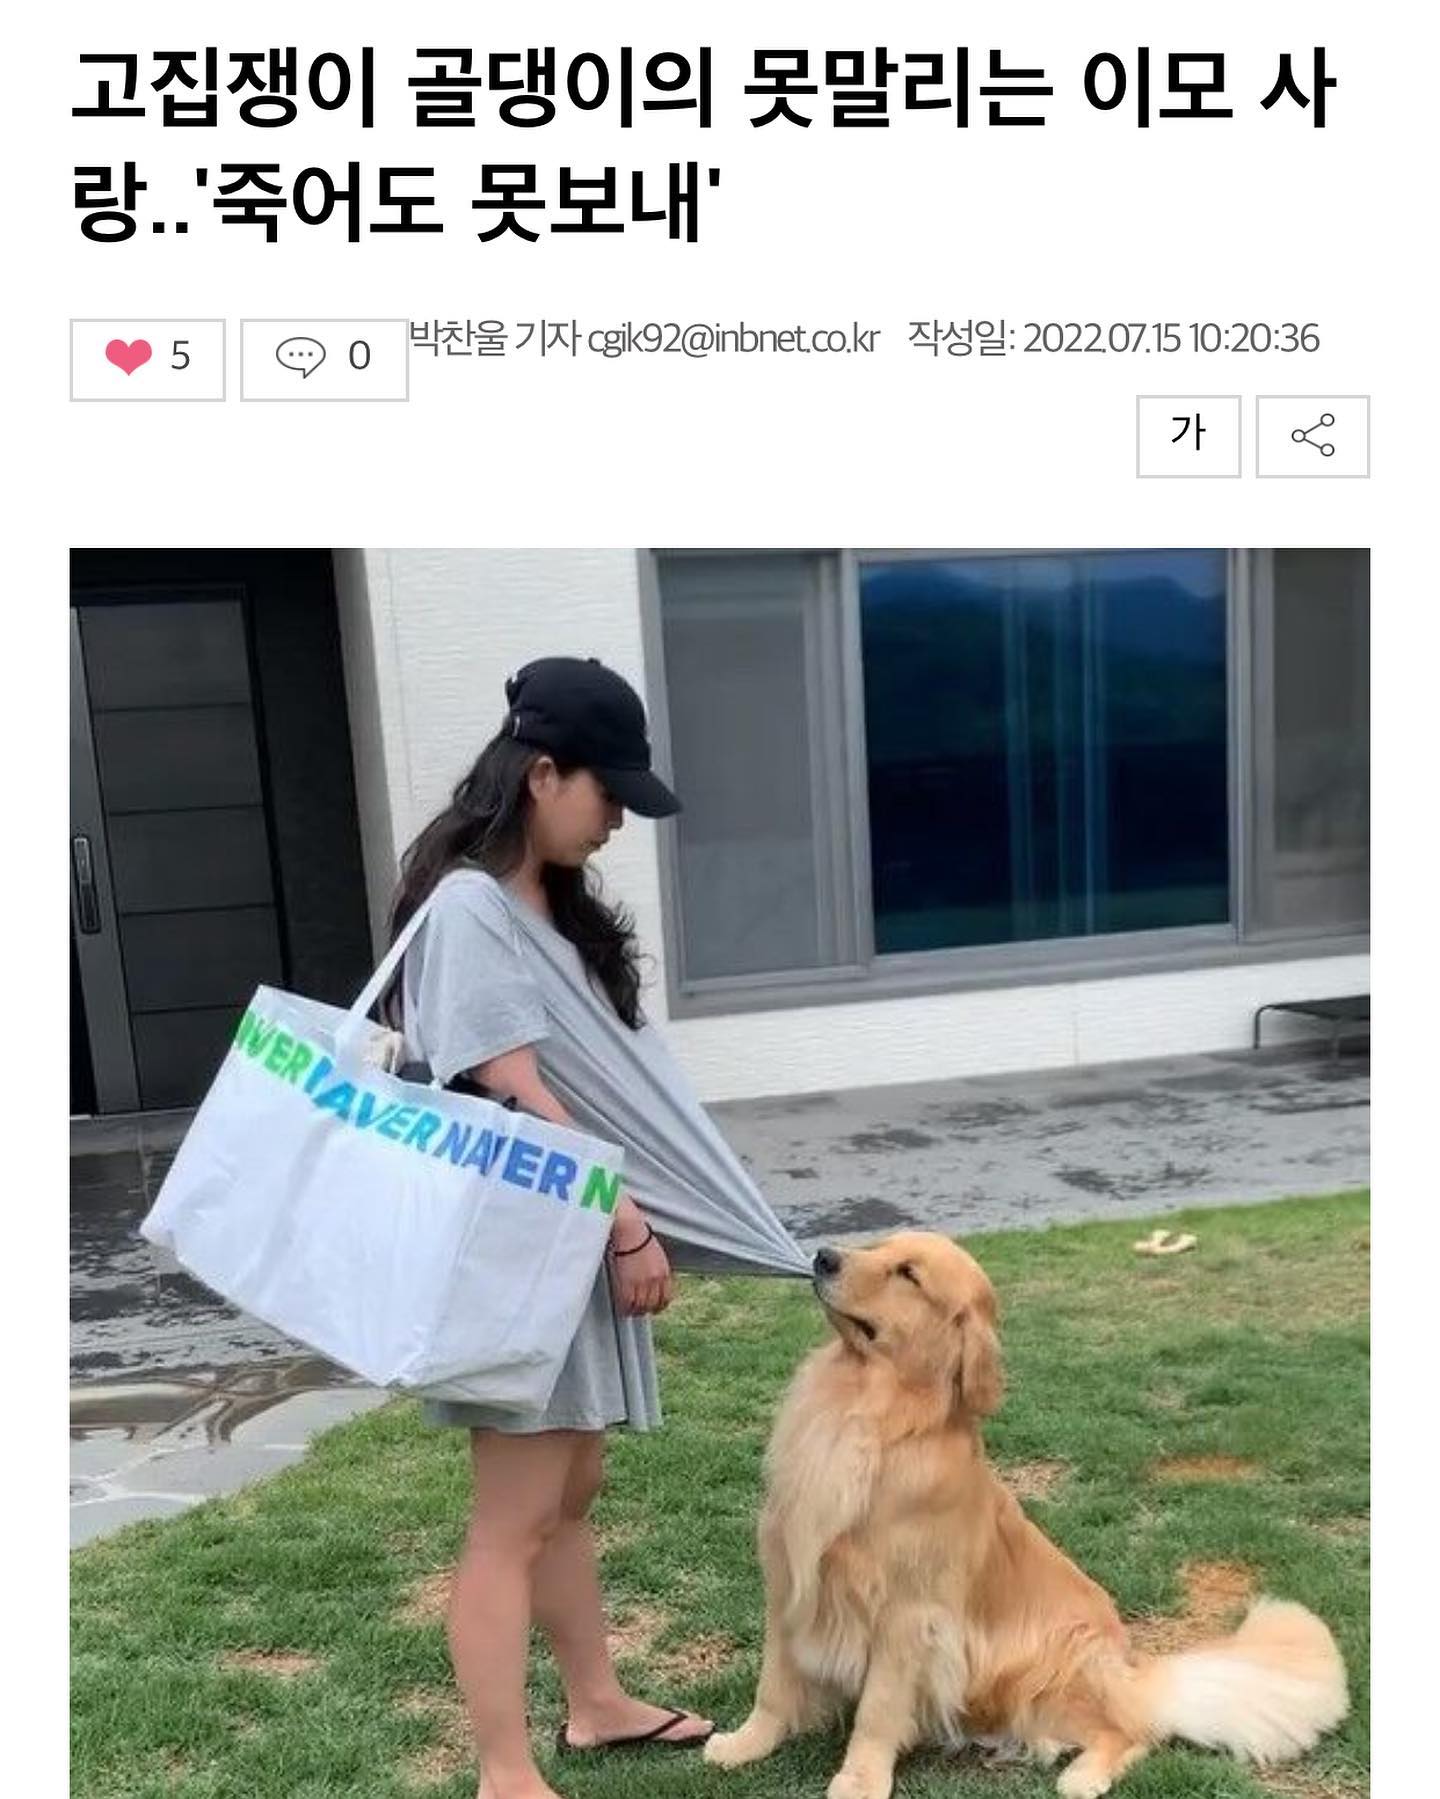 고집쟁이 골댕이의 못말리는 이모 사
랑..'죽어도 못보내'
5 0 박찬울 기자 cgik92@inbnet.co.kr 작성일: 2022.07.15 10:20:36
가
NAVER NAVER NAVER N